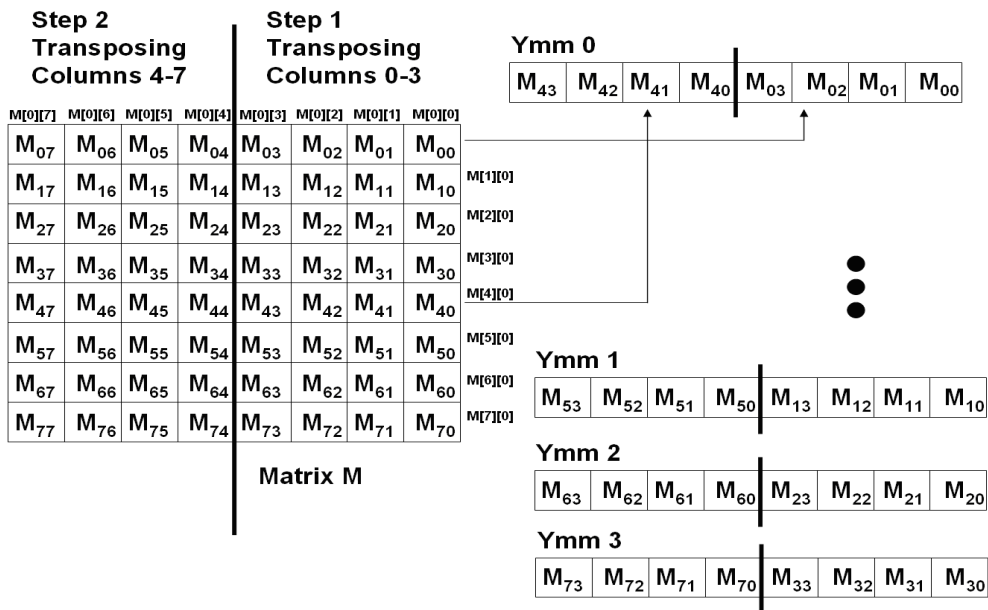 Step 2
Transposing
Columns 4-7
Step 1
Transposing
Columns 0-3
M[0][7] M[0][6] M[0][5] M[0][4] M[0][3] M[0][2] M[0][1] M[0][0]
M07 M06 M05 M04 M03 M02 M01 M00
M17 M16 M15 M14 M13 M12 M11 M10 M[1][0]
M27 M26 M25 M24 M23 M22 M21 M20 M[2][0]
M37 M36 M35 M34 M33 M32 M31 M30 M[3][0]
M47 M46 M45 M44 M43 M42 M41 M40 M[4][0]
M57 M56 M55 M54 M53 M52 M51 M50 M[5][0]
M67 M66 M65 M64 M63 M62 M61 M60 M[6][0]
M77 M76 M75 M74 M73 M72 M71 M70 M[7][0]
Matrix M
Ymm 0
M43 M42 M41 M40 M03 M02 M01 M00
Ymm 1
M53 M52 M51 M50 M13 M12 M11 M10
Ymm 2
M63 M62 M61 M60 M23 M22 M21 M20
Ymm 3
M73 M72 M71 M70 M33 M32 M31 M30